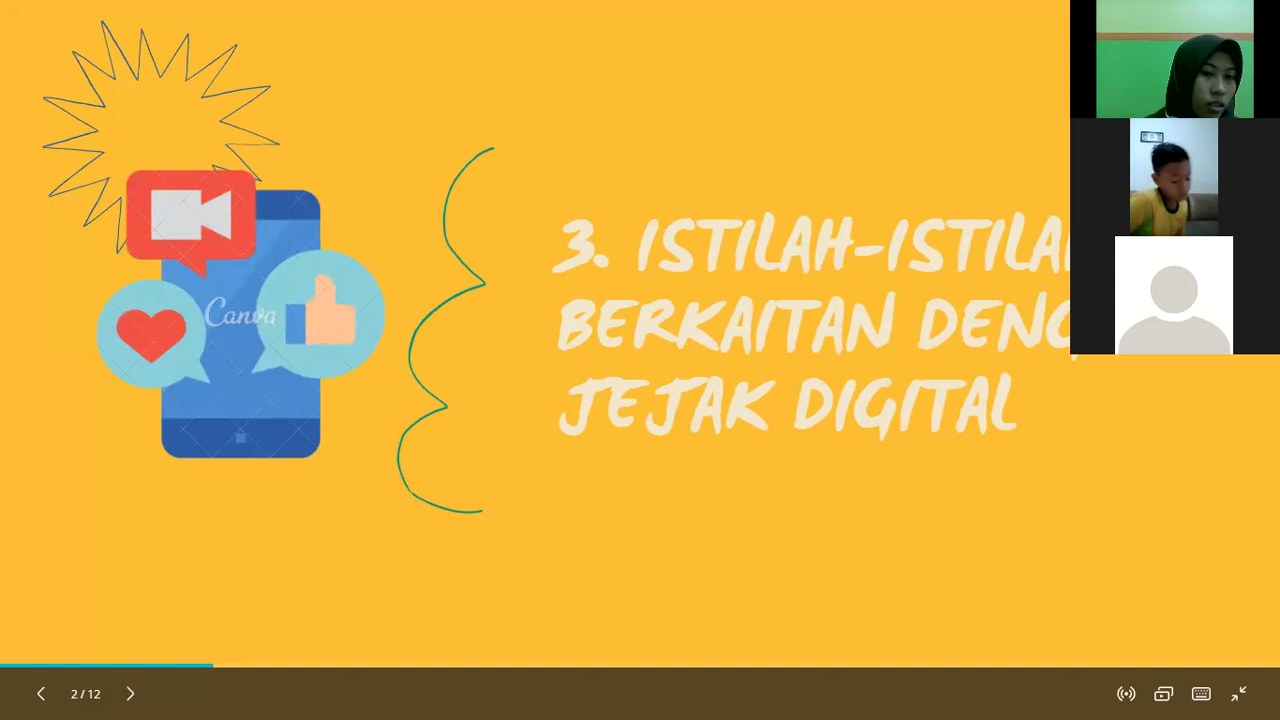 Canva
3. ISTILAH-ISTILA
BERKAITAN DENG
JEJAK DIGITAL
2 / 12